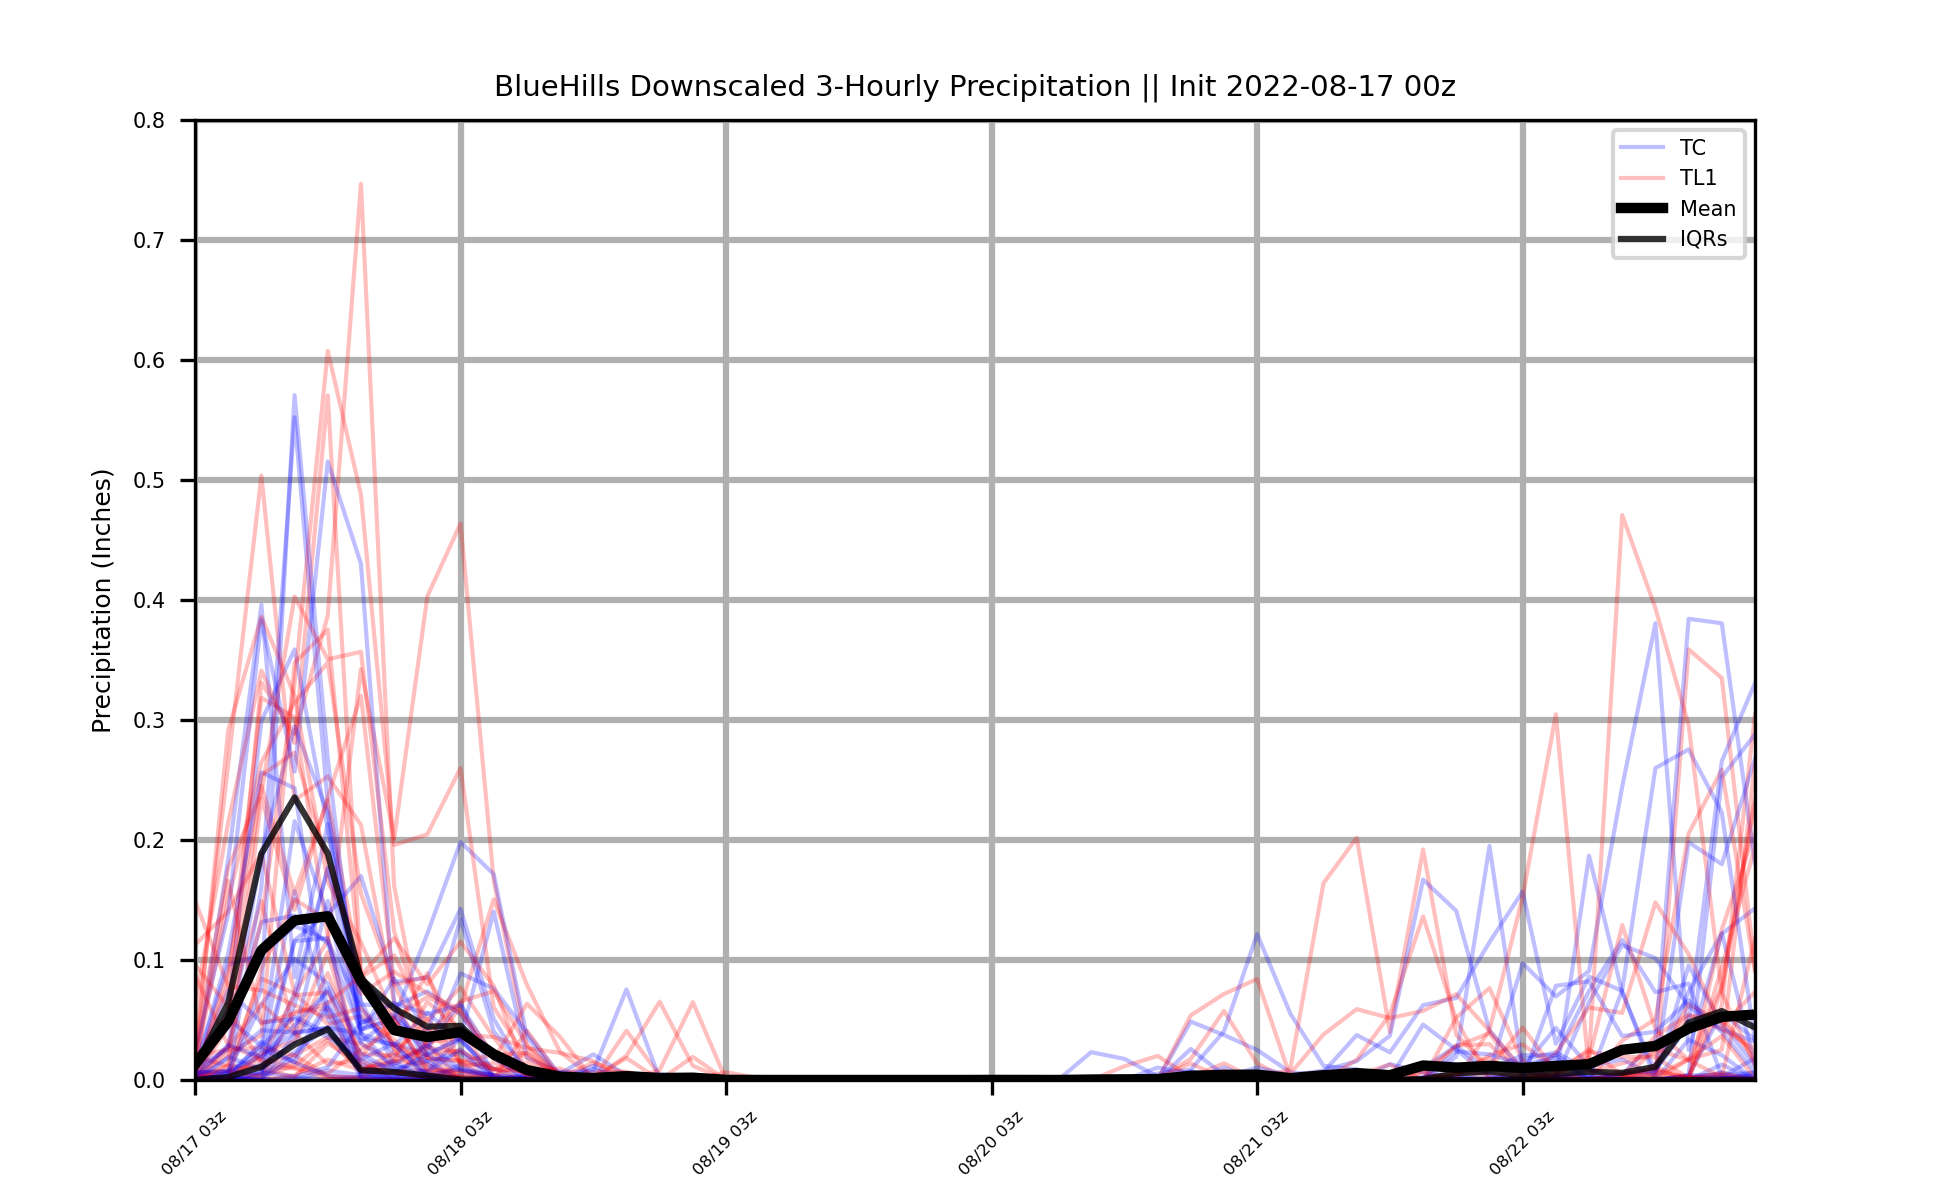 BlueHills Downscaled 3-Hourly Precipitation || Init 2022-08-17 00z
TC
TL1
Mean
IQRs
Precipitation (Inches)
0.8
0.7
0.6
0.5
0.4
0.3
0.2
0.1
0.0
08/17 03z
08/18 03z
08/19 03z
08/20 03z
08/21 03z
08/22 03z